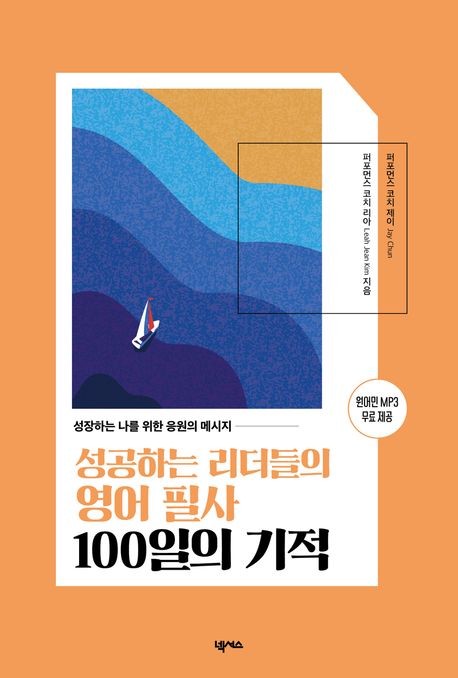 퍼포먼스 코치 제이 Jay Chun
퍼포먼스 코치 리아 Leah Jean Kim 지음
원어민 MP3
무료 제공
성장하는 나를 위한 응원의 메시지
성공하는 리더들의
영어 필사
100일의 기적
넥서스